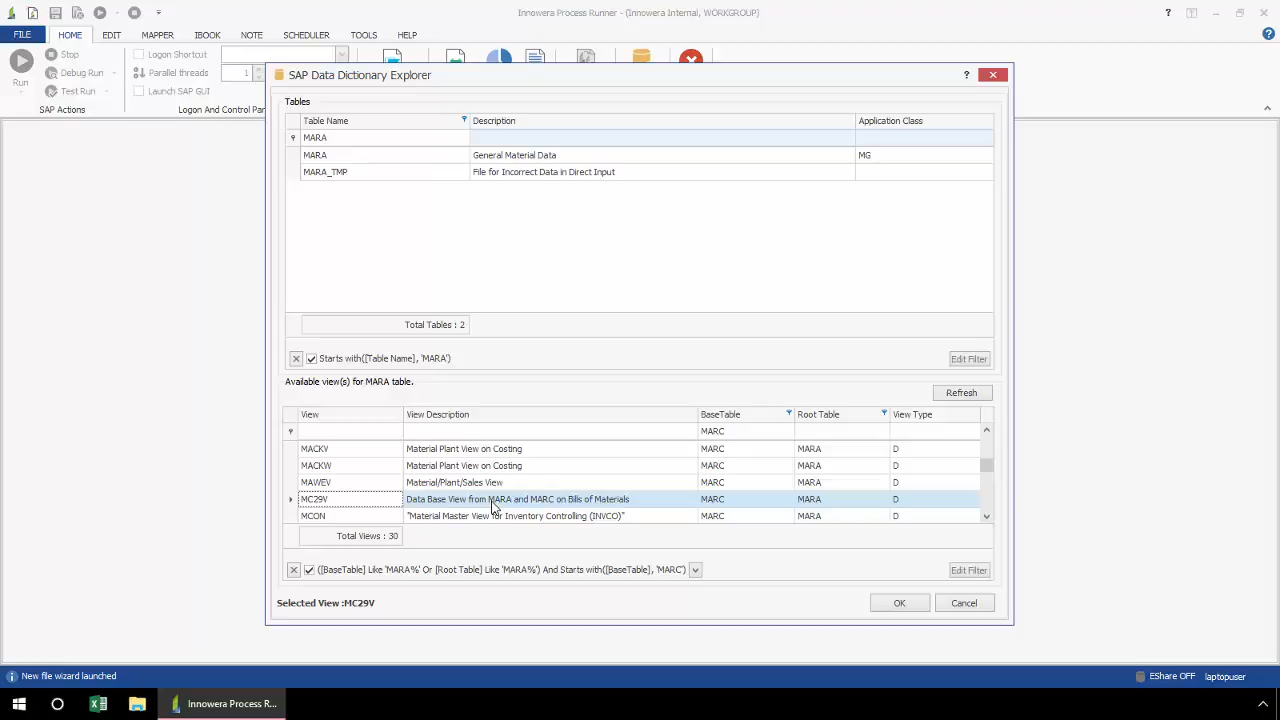 Innowera Process Runner - (Innowera Internal, WORKGROUP)
?
FILE HOME EDIT MAPPER IBOOK NOTE SCHEDULER TOOLS HELP
Run
Stop
Debug Run
Test Run
SAP Actions
Logon Shortcut
Parallel threads 1
Launch SAP GUI
Logon And Control Par
SAP Data Dictionary Explorer
?
Tables
Table Name Description Application Class
MARA
MARA General Material Data MG
MARA_TMP File for Incorrect Data in Direct Input
Total Tables : 2
Starts with([Table Name], 'MARA') Edit Filter
Available view(s) for MARA table.
Refresh
View View Description BaseTable Root Table View Type
MARC
MACKV Material Plant View on Costing MARC MARA D
MACKW Material Plant View on Costing MARC MARA D
MAWEV Material/Plant/Sales View MARC MARA D
MC29V Data Base View from MARA and MARC on Bills of Materials MARC MARA D
MCON "Material Master View for Inventory Controlling (INVCO)" MARC MARA D
Total Views : 30
([BaseTable] Like 'MARA%' Or [Root Table] Like 'MARA%') And Starts with([BaseTable], 'MARC') Edit Filter
Selected View :MC29V OK Cancel
New file wizard launched EShare OFF laptopuser
Innowera Process R...